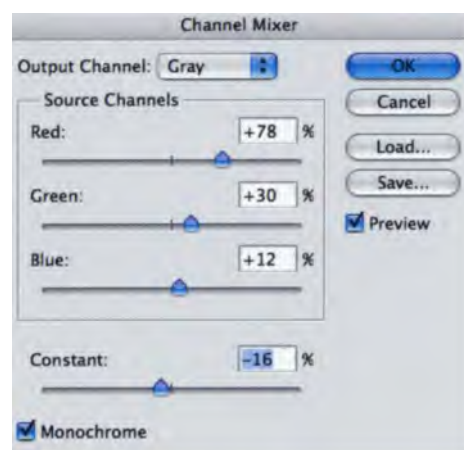 Channel Mixer
Output Channel: Gray
OK
Source Channels
Cancel
Red: +78 %
Load...
Green: +30 %
Save...
Preview
Blue: +12 %
Constant: -16 %
Monochrome